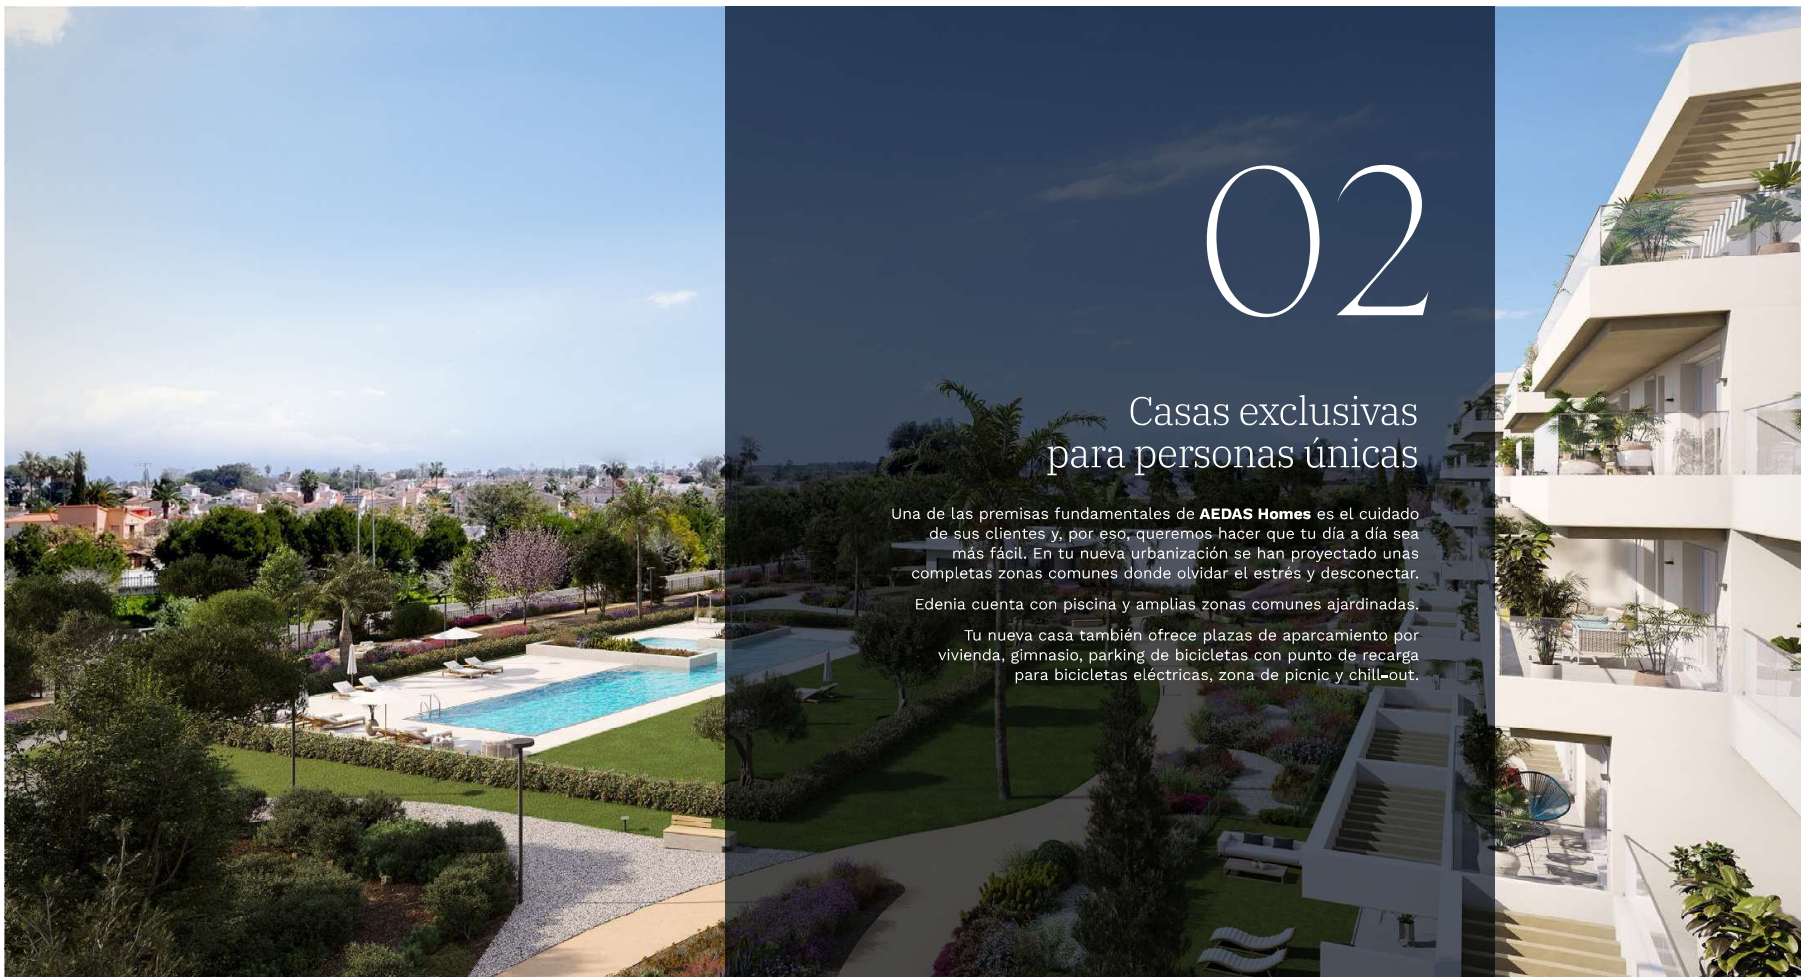 02
Casas exclusivas
para personas únicas
Una de las premisas fundamentales de AEDAS Homes es el cuidado
de sus clientes y, por eso, queremos hacer que tu día a día sea
más fácil. En tu nueva urbanización se han proyectado unas
completas zonas comunes donde olvidar el estrés y desconectar.
Edenia cuenta con piscina y amplias zonas comunes ajardinadas.
Tu nueva casa también ofrece plazas de aparcamiento por
vivienda, gimnasio, parking de bicicletas con punto de recarga
para bicicletas eléctricas, zona de picnic y chill-out.